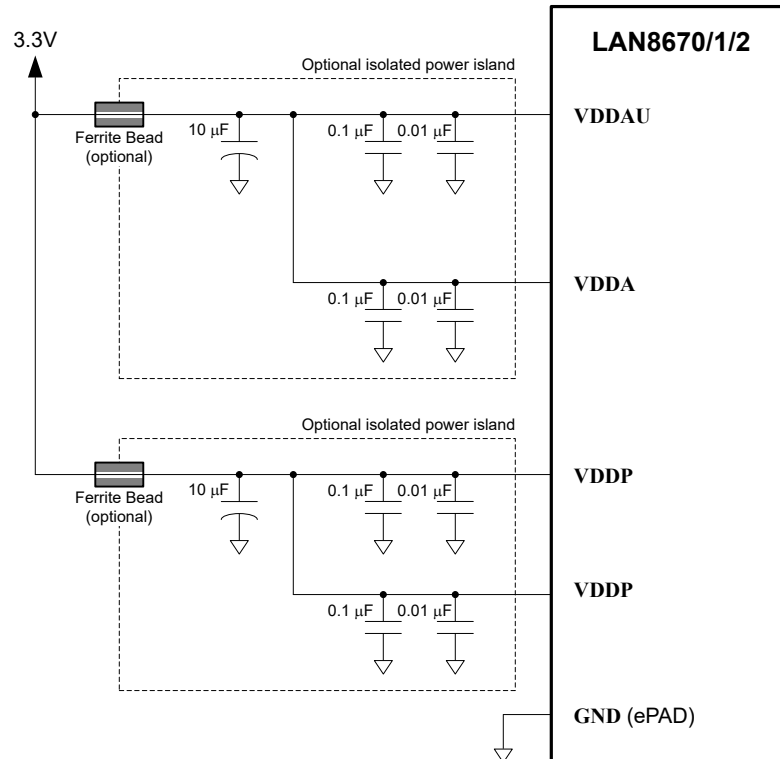 LAN8670/1/2
3.3V
Optional isolated power island
VDDAU
Ferrite Bead
(optional)
10 μF
0.1 μF
0.01 μF
VDDA
0.1 μF
0.01 μF
Optional isolated power island
VDDP
Ferrite Bead
(optional)
10 μF
0.1 μF
0.01 μF
VDDP
0.1 μF
0.01 μF
GND (ePAD)